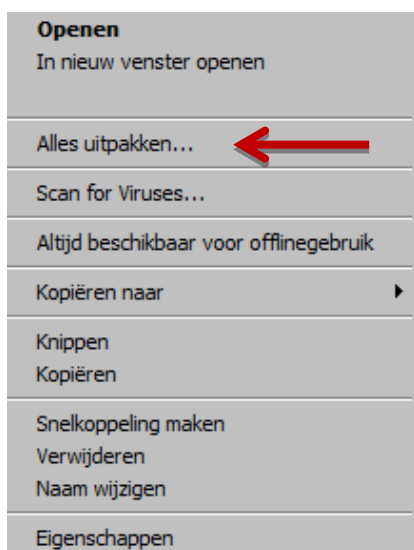 Openen
In nieuw venster openen
Alles uitpakken...
Scan for Viruses...
Altijd beschikbaar voor offlinegebruik
Kopiëren naar
Knippen
Kopiëren
Snelkoppeling maken
Verwijderen
Naam wijzigen
Eigenschappen